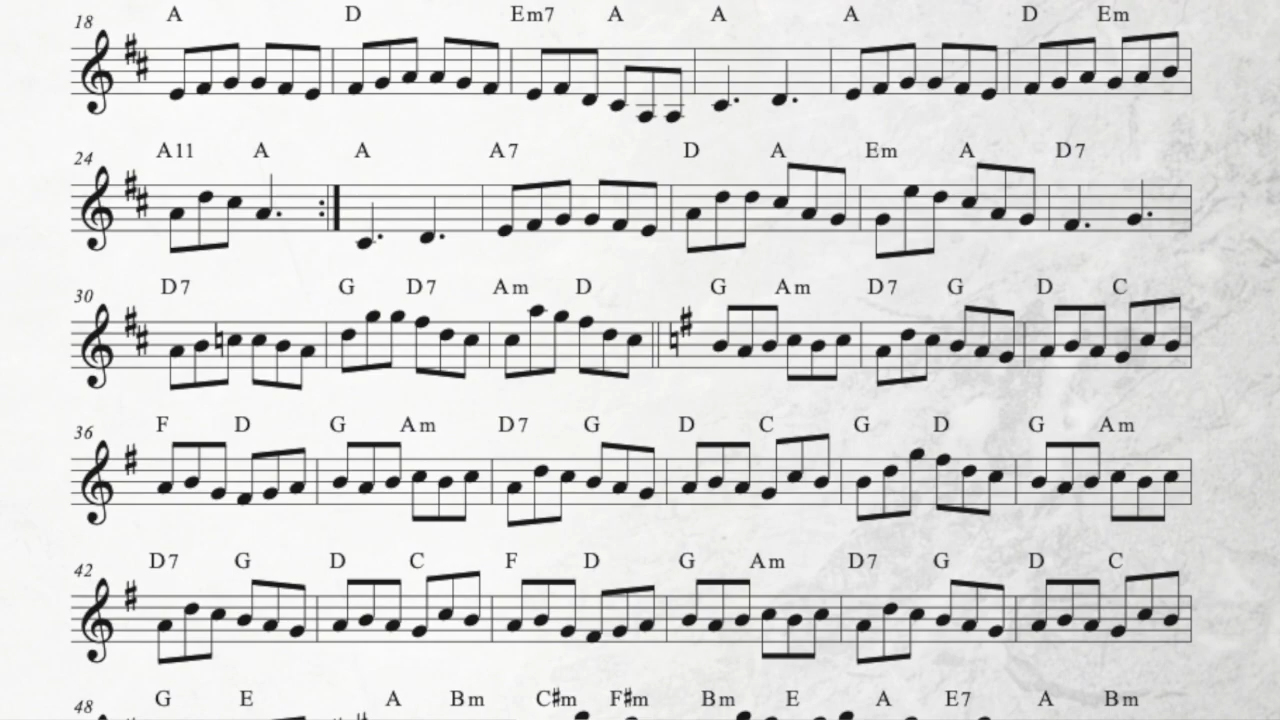 A D Em7 A A A D Em
18
A11 A A A7 D A Em A D7
24
D7 G D7 Am D G Am D7 G D C
30
F D G Am D7 G D C G D G Am
36
D7 G D C F D G Am D7 G D C
42
G E A Bm C#m F#m Bm E A E7 A Bm
48